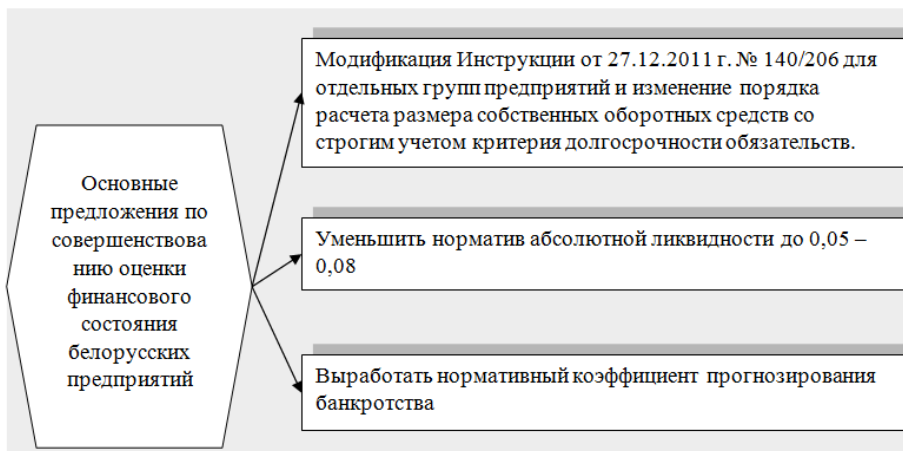 Основные
предложения по
совершенствова
нию оценки
финансового
состояния
белорусских
предприятий
Модификация Инструкции от 27.12.2011 г. № 140/206 для
отдельных групп предприятий и изменение порядка
расчета размера собственных оборотных средств со
строгим учетом критерия долгосрочности обязательств.
Уменьшить норматив абсолютной ликвидности до 0,05 –
0,08
Выработать нормативный коэффициент прогнозирования
банкротства